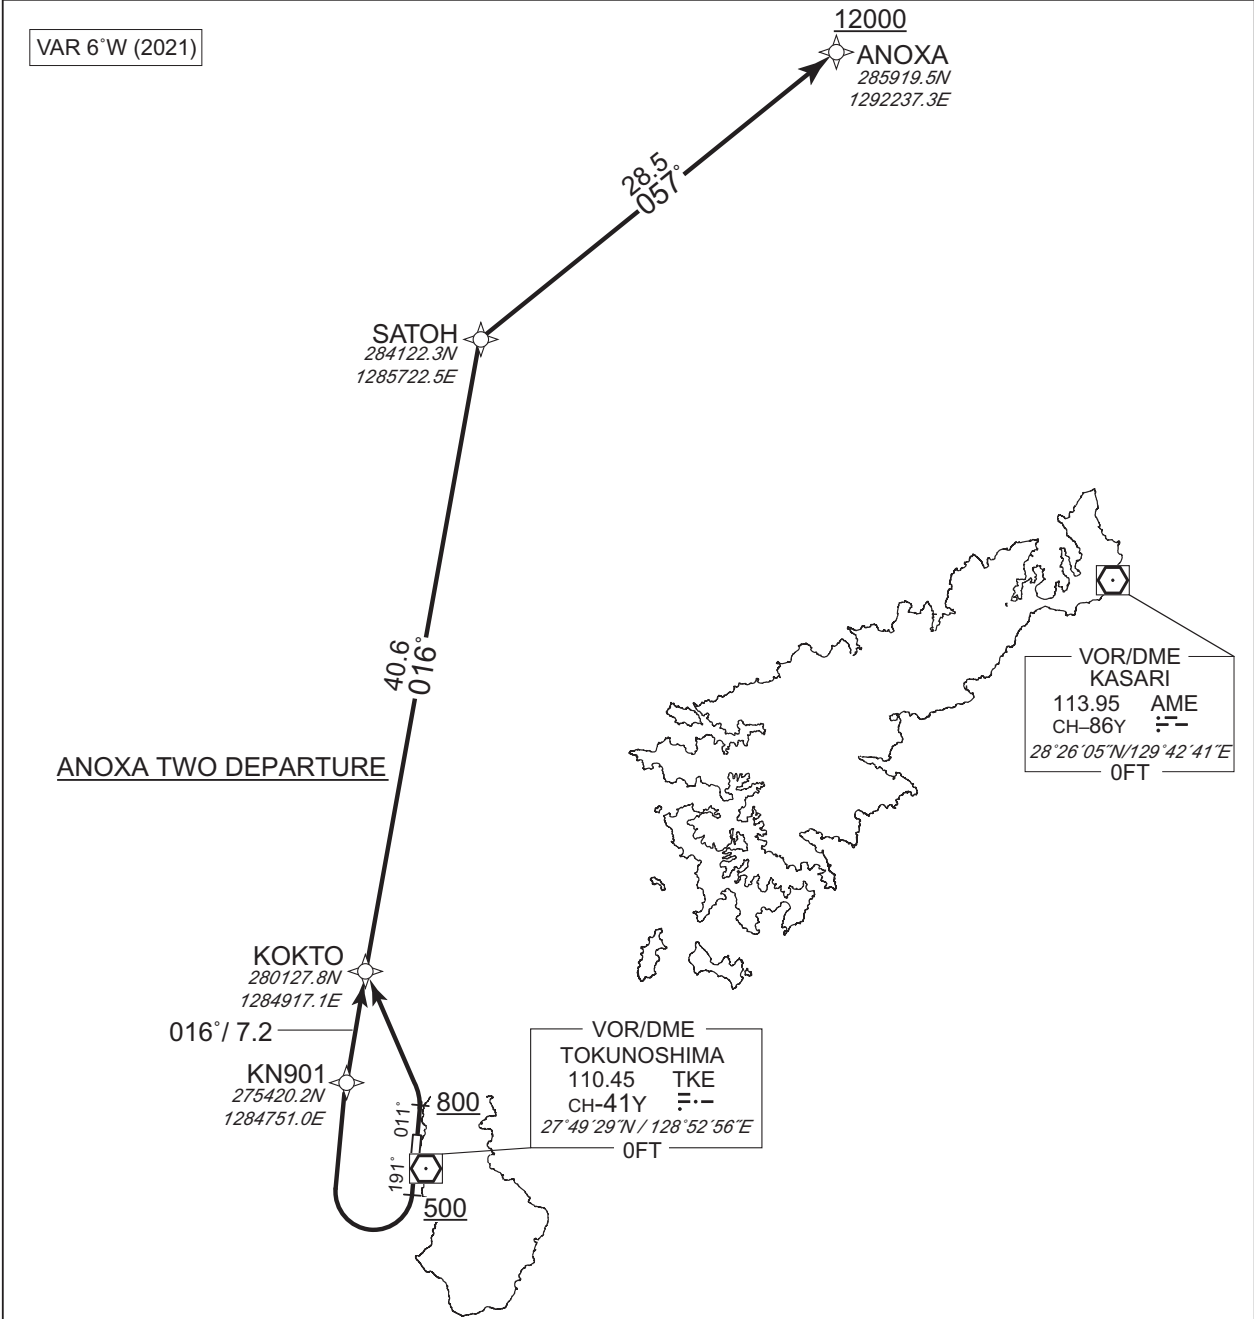 VAR 6˚W (2021)
12000
ANOXA
285919.5N
1292237.3E
28.5
057˚
SATOH
284122.3N
1285722.5E
40.6
016˚
VOR/DME
KASARI
113.95 AME
CH–86Y
28˚26´05˝N/129˚42´41˝E
0FT
ANOXA TWO DEPARTURE
KOKTO
280127.8N
1284917.1E
016˚/ 7.2
KN901
275420.2N
1284751.0E
VOR/DME
TOKUNOSHIMA
110.45 TKE
CH-41Y
27˚49´29˝N / 128˚52´56˝E
0FT
011˚
800
191˚
500